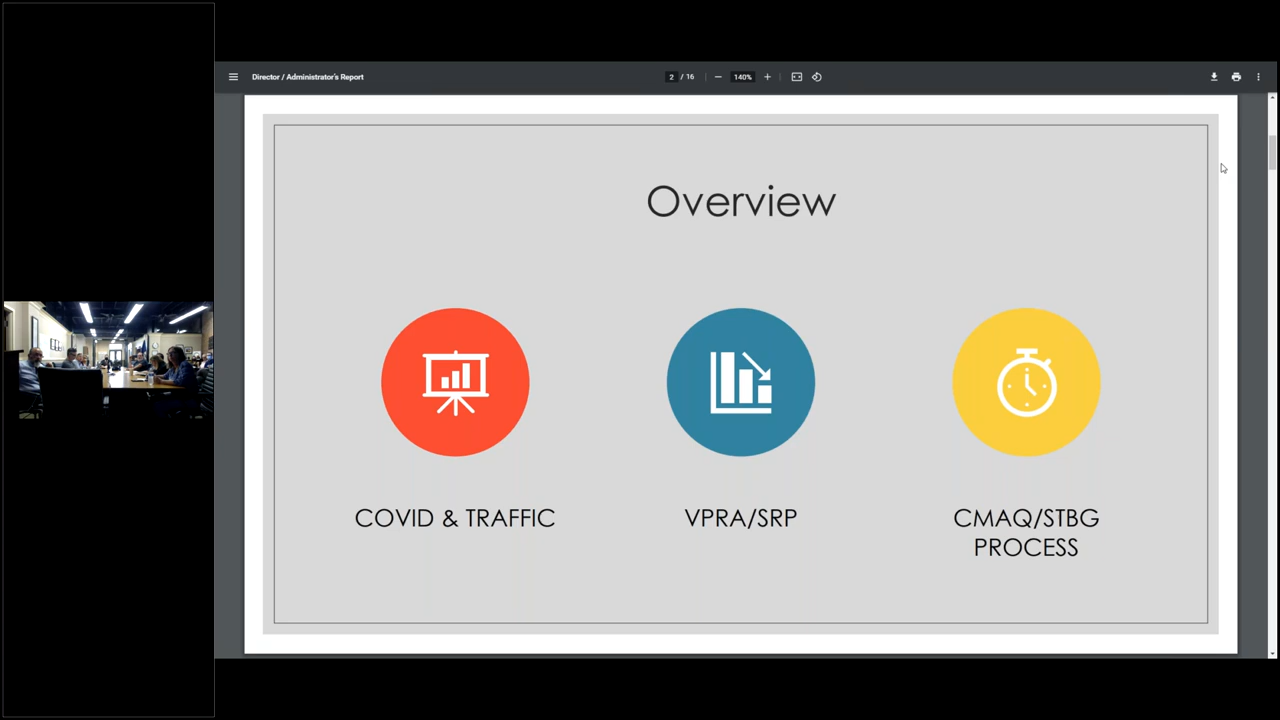 Director / Administrator's Report
2 / 16
140%
Overview
COVID & TRAFFIC
VPRA/SRP
CMAQ/STBG
PROCESS